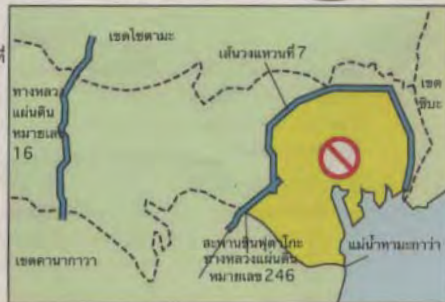 เขตไซตามะ
เส้นวงแหวนที่ 7
เขต
ชิบะ
ทางหลวง
แผ่นดิน
หมายเลข
16
สะพานชินฟุตาโกะ
ทางหลวงแผ่นดิน
หมายเลข 246
แม่น้ำทามะกาว่า
เขตคานากาวา